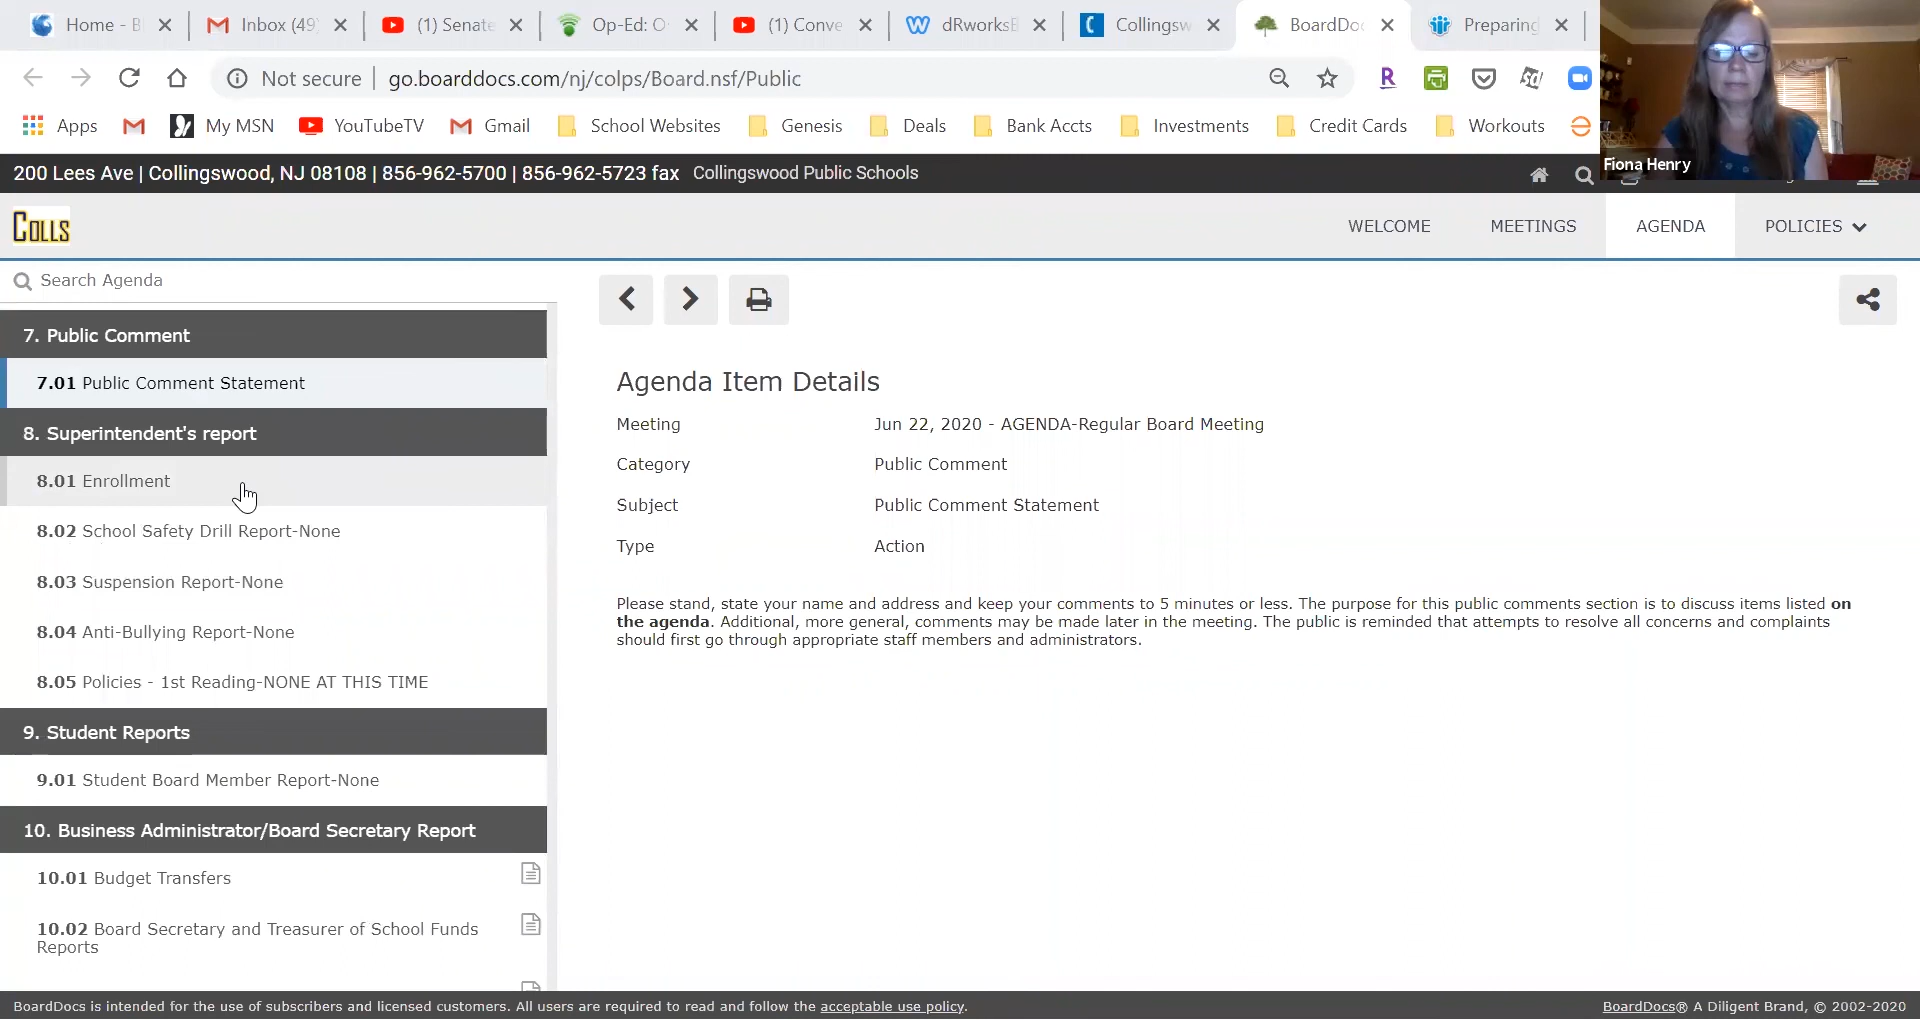 Home - B
Inbox (49)
(1) Senate
Op-Ed: O
(1) Conve
dRworksB
Collingsw
BoardDoc
Preparing
Not secure
go.boarddocs.com/nj/colps/Board.nsf/Public
Apps
My MSN
YouTubeTV
Gmail
School Websites
Genesis
Deals
Bank Accts
Investments
Credit Cards
Workouts
Fiona Henry
200 Lees Ave | Collingswood, NJ 08108 | 856-962-5700 | 856-962-5723 fax Collingswood Public Schools
COLLS
WELCOME
MEETINGS
AGENDA
POLICIES
Search Agenda
7. Public Comment
7.01 Public Comment Statement
8. Superintendent's report
8.01 Enrollment
8.02 School Safety Drill Report-None
8.03 Suspension Report-None
8.04 Anti-Bullying Report-None
8.05 Policies - 1st Reading-NONE AT THIS TIME
9. Student Reports
9.01 Student Board Member Report-None
10. Business Administrator/Board Secretary Report
10.01 Budget Transfers
10.02 Board Secretary and Treasurer of School Funds
Reports
Agenda Item Details
Meeting Jun 22, 2020 - AGENDA-Regular Board Meeting
Category Public Comment
Subject Public Comment Statement
Type Action
Please stand, state your name and address and keep your comments to 5 minutes or less. The purpose for this public comments section is to discuss items listed on
the agenda. Additional, more general, comments may be made later in the meeting. The public is reminded that attempts to resolve all concerns and complaints
should first go through appropriate staff members and administrators.
BoardDocs is intended for the use of subscribers and licensed customers. All users are required to read and follow the acceptable use policy.
BoardDocs® A Diligent Brand, © 2002-2020